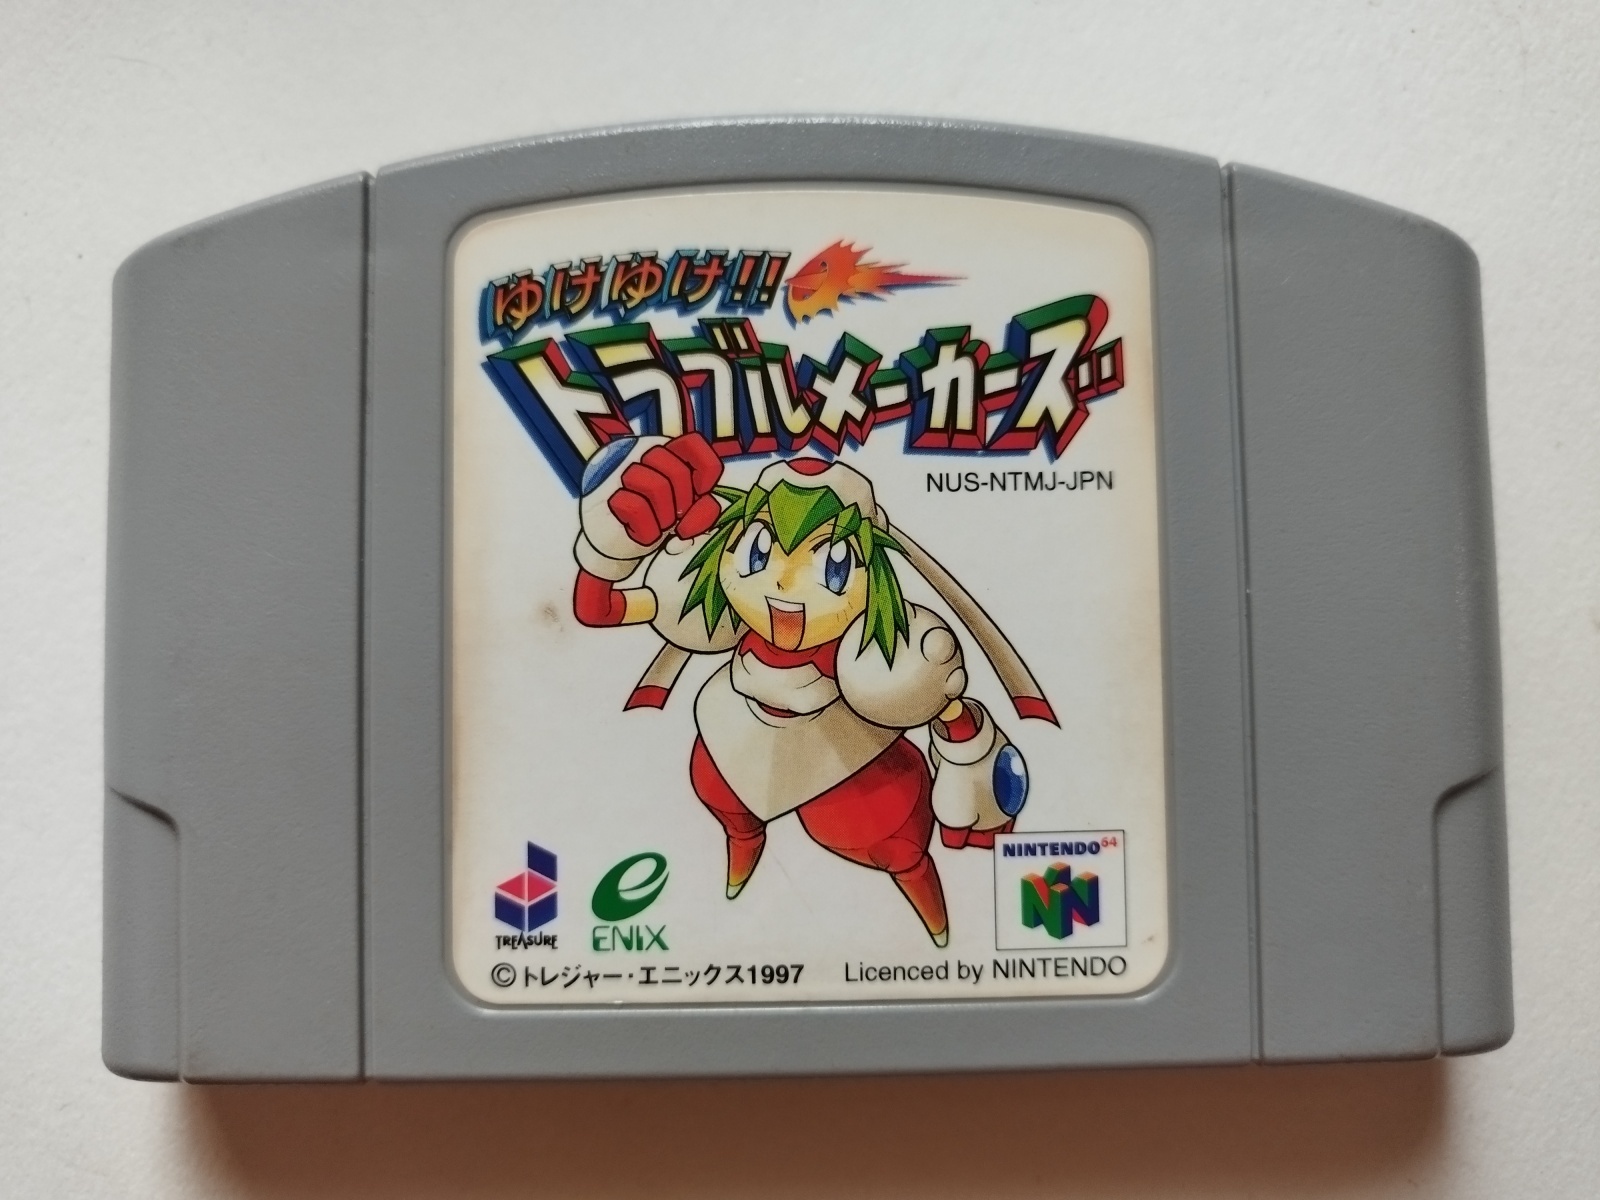 ゆけゆけ!!
トラブルメーカーズ
NUS-NTMJ-JPN
NINTENDO64
TREASURE
ENIX
©トレジャー・エニックス1997
Licenced by NINTENDO